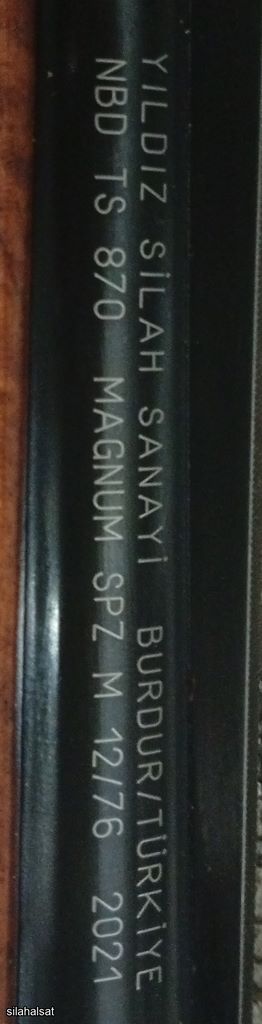 YILDIZ SİLAH SANAYİ BURDUR/TÜRKİYE
NBD TS 870 MAGNUM SPZ M 12/76 2021
silahalsat